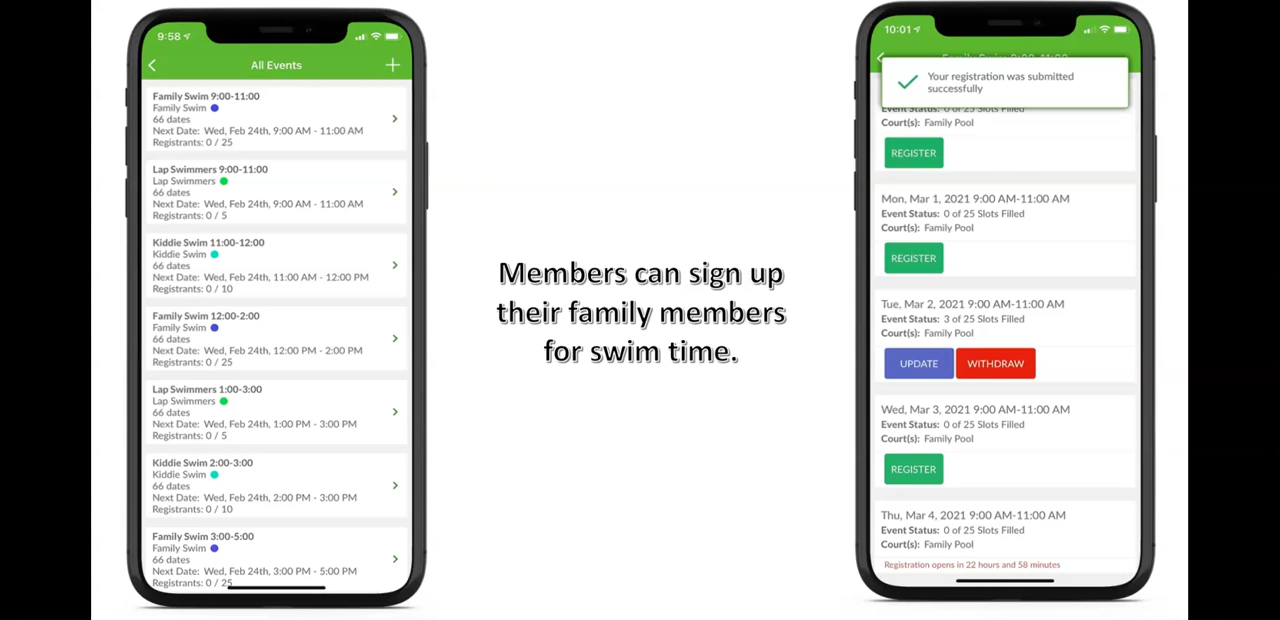 9:58
All Events
Family Swim 9:00-11:00
Family Swim
66 dates
Next Date: Wed, Feb 24th, 9:00 AM - 11:00 AM
Registrants: 0 / 25
Lap Swimmers 9:00-11:00
Lap Swimmers
66 dates
Next Date: Wed, Feb 24th, 9:00 AM - 11:00 AM
Registrants: 0 / 5
Kiddie Swim 11:00-12:00
Kiddie Swim
66 dates
Next Date: Wed, Feb 24th, 11:00 AM - 12:00 PM
Registrants: 0 / 10
Family Swim 12:00-2:00
Family Swim
66 dates
Next Date: Wed, Feb 24th, 12:00 PM - 2:00 PM
Registrants: 0 / 25
Lap Swimmers 1:00-3:00
Lap Swimmers
66 dates
Next Date: Wed, Feb 24th, 1:00 PM - 3:00 PM
Registrants: 0 / 5
Kiddie Swim 2:00-3:00
Kiddie Swim
66 dates
Next Date: Wed, Feb 24th, 2:00 PM - 3:00 PM
Registrants: 0 / 10
Family Swim 3:00-5:00
Family Swim
66 dates
Next Date: Wed, Feb 24th, 3:00 PM - 5:00 PM
Registrants: 0 / 25
Members can sign up
their family members
for swim time.
10:01
Family Swim 9:00-11:00
Your registration was submitted
successfully
Event Status: 0 of 25 Slots Filled
Court(s): Family Pool
REGISTER
Mon, Mar 1, 2021 9:00 AM-11:00 AM
Event Status: 0 of 25 Slots Filled
Court(s): Family Pool
REGISTER
Tue, Mar 2, 2021 9:00 AM-11:00 AM
Event Status: 3 of 25 Slots Filled
Court(s): Family Pool
UPDATE
WITHDRAW
Wed, Mar 3, 2021 9:00 AM-11:00 AM
Event Status: 0 of 25 Slots Filled
Court(s): Family Pool
REGISTER
Thu, Mar 4, 2021 9:00 AM-11:00 AM
Event Status: 0 of 25 Slots Filled
Court(s): Family Pool
Registration opens in 22 hours and 58 minutes